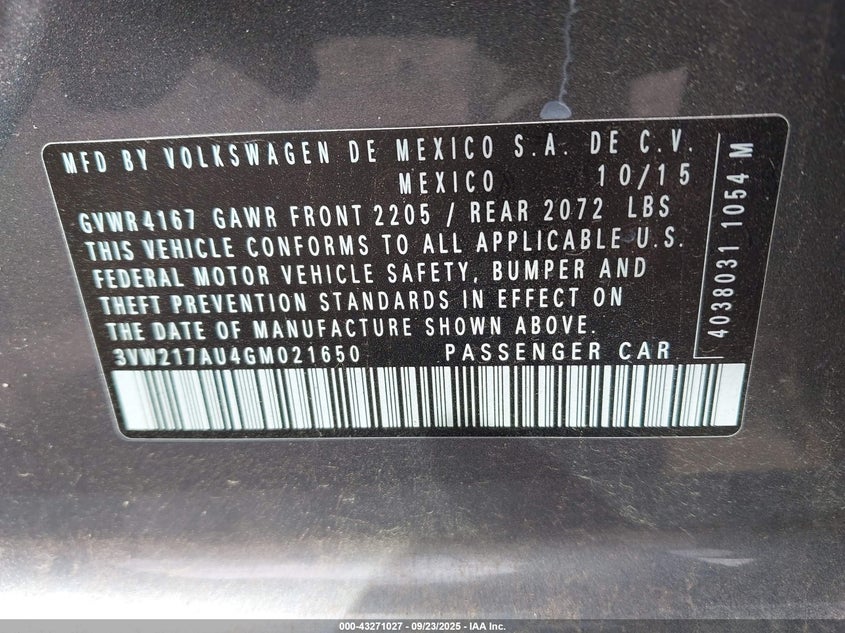 MFD BY VOLKSWAGEN DE MEXICO S.A. DE C.V.
MEXICO 10/15
GVWR 4167 GAWR FRONT 2205 / REAR 2072 LBS
THIS VEHICLE CONFORMS TO ALL APPLICABLE U.S.
FEDERAL MOTOR VEHICLE SAFETY, BUMPER AND
THEFT PREVENTION STANDARDS IN EFFECT ON
THE DATE OF MANUFACTURE SHOWN ABOVE.
3VW217AU4GM021650 PASSENGER CAR
4038031 1054 M
000-43271027 - 09/23/2025 - IAA Inc.